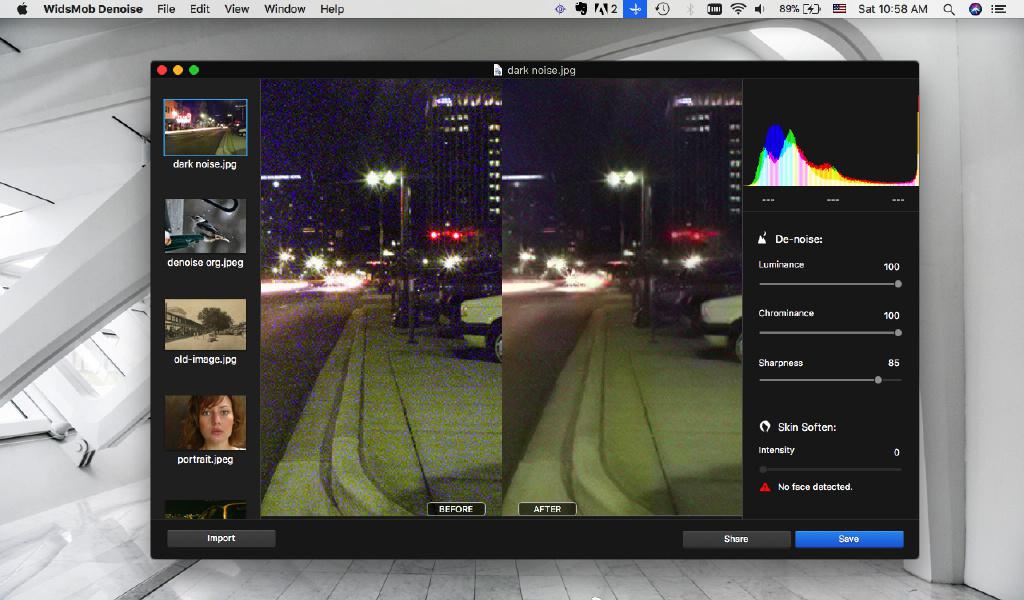 WidsMob Denoise File Edit View Window Help 2 89% Sat 10:58 AM
dark noise.jpg
dark noise.jpg
denoise org.jpeg
old-image.jpg
portrait.jpeg
BEFORE
AFTER
--- --- ---
De-noise:
Luminance 100
Chrominance 100
Sharpness 85
Skin Soften:
Intensity 0
No face detected.
Import
Share
Save